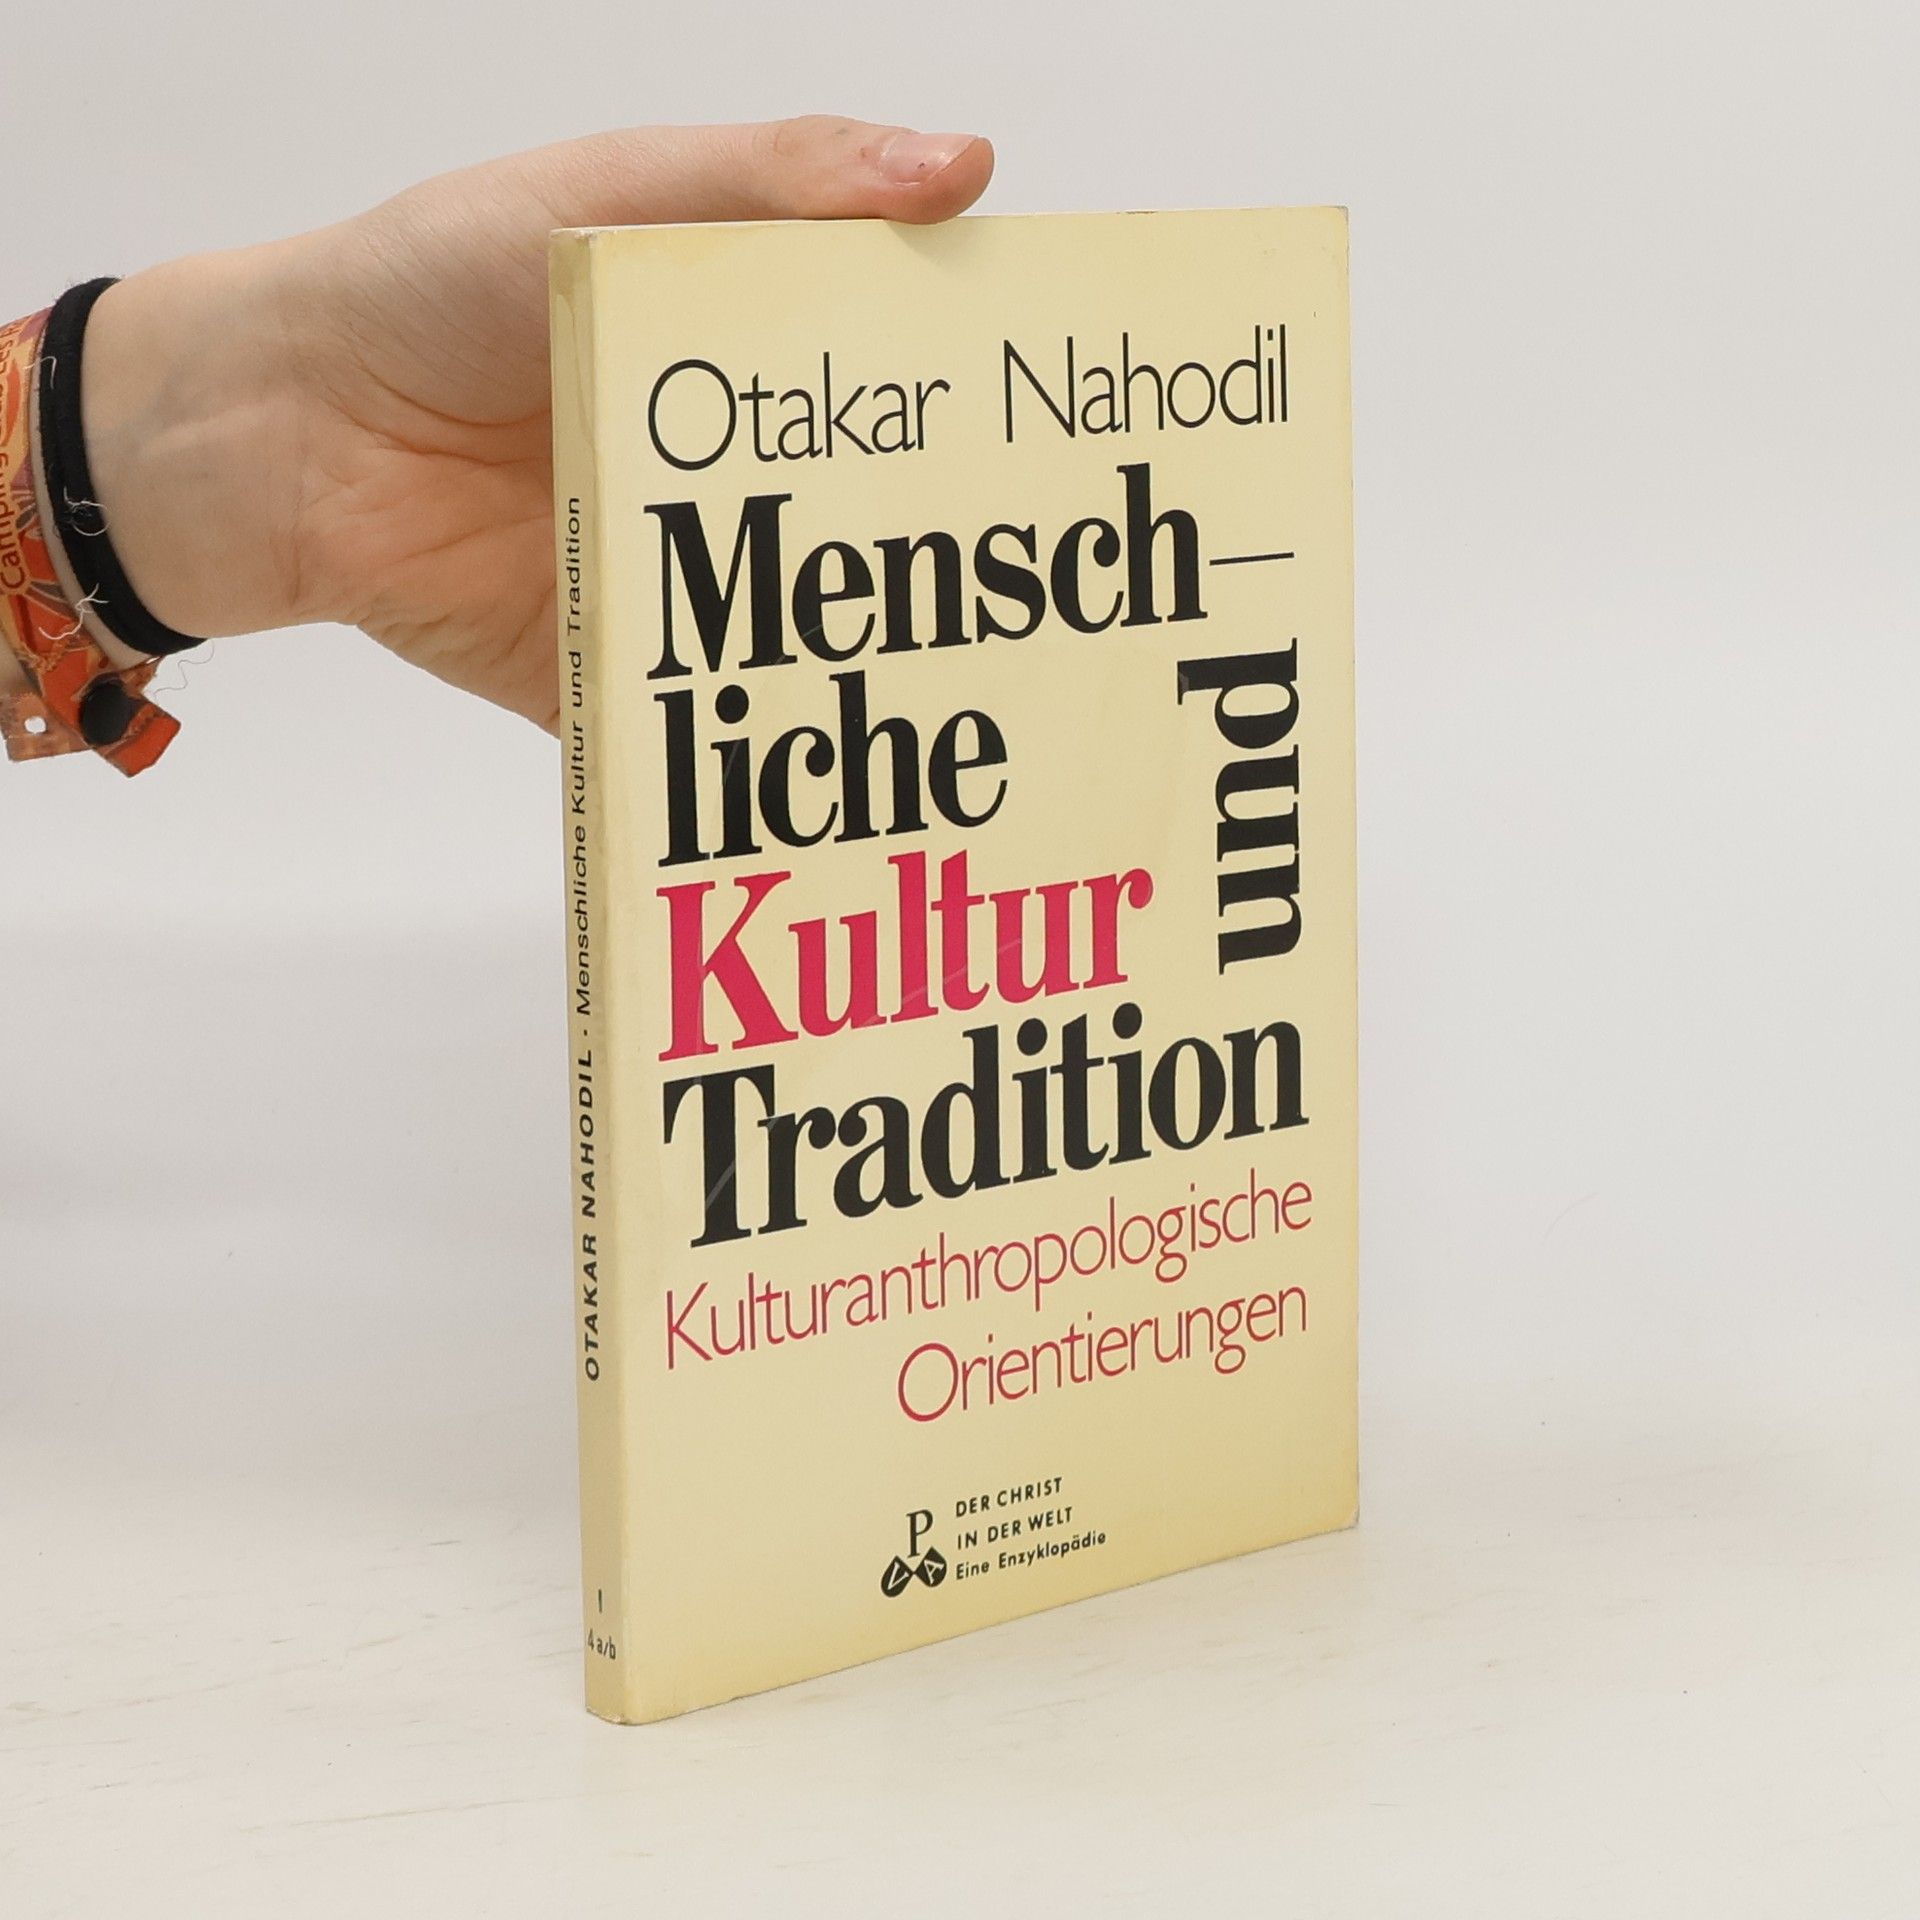 Otakar Nahodil
Mensch-
liche
Kultur
und
Tradition
Kulturanthropologische
Orientierungen
P
V A
DER CHRIST
IN DER WELT
Eine Enzyklopädie
OTAKAR NAHODIL · Menschliche Kultur und Tradition
I
4 a/b
Camping